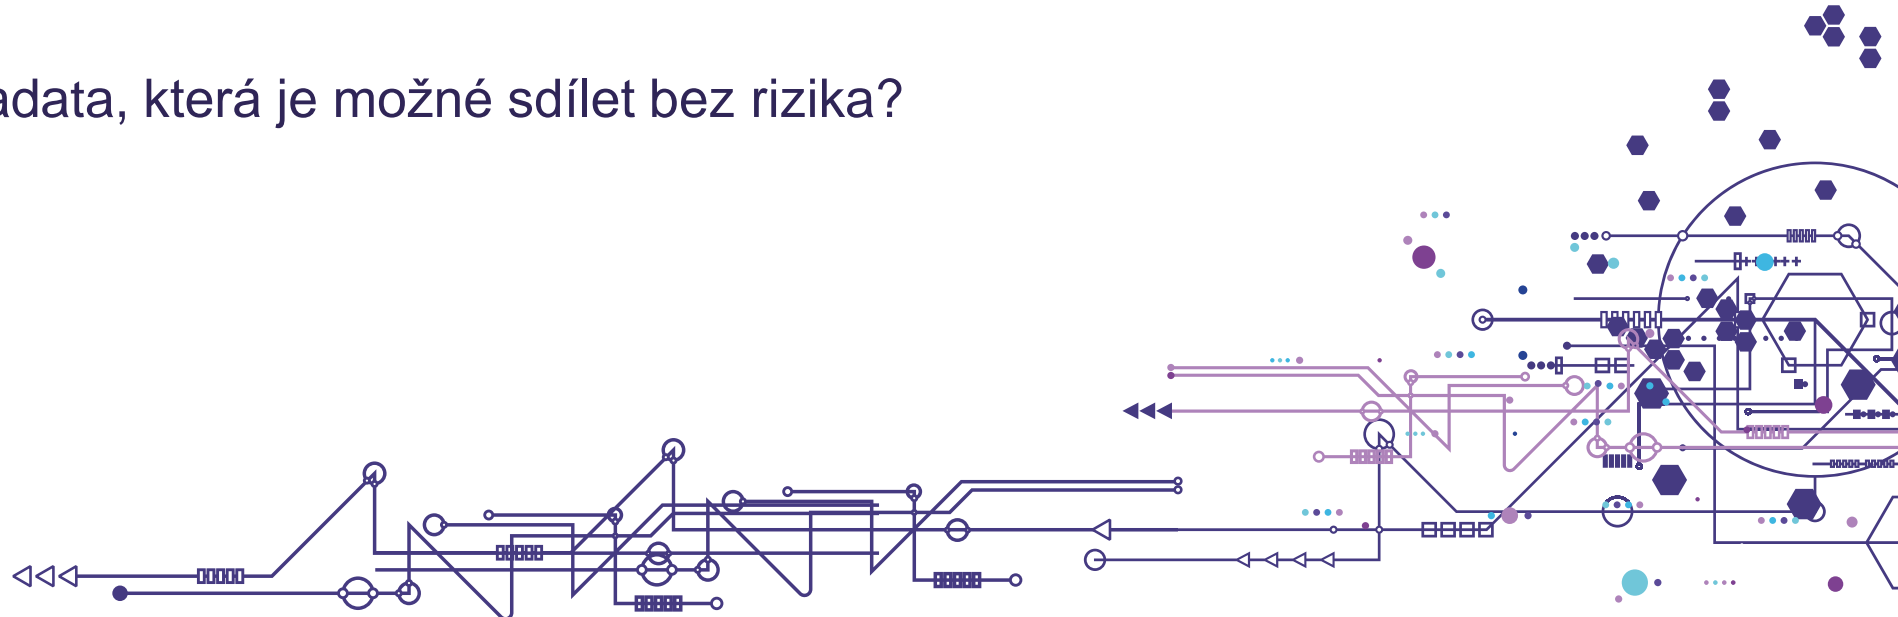 adata, která je možné sdílet bez rizika?